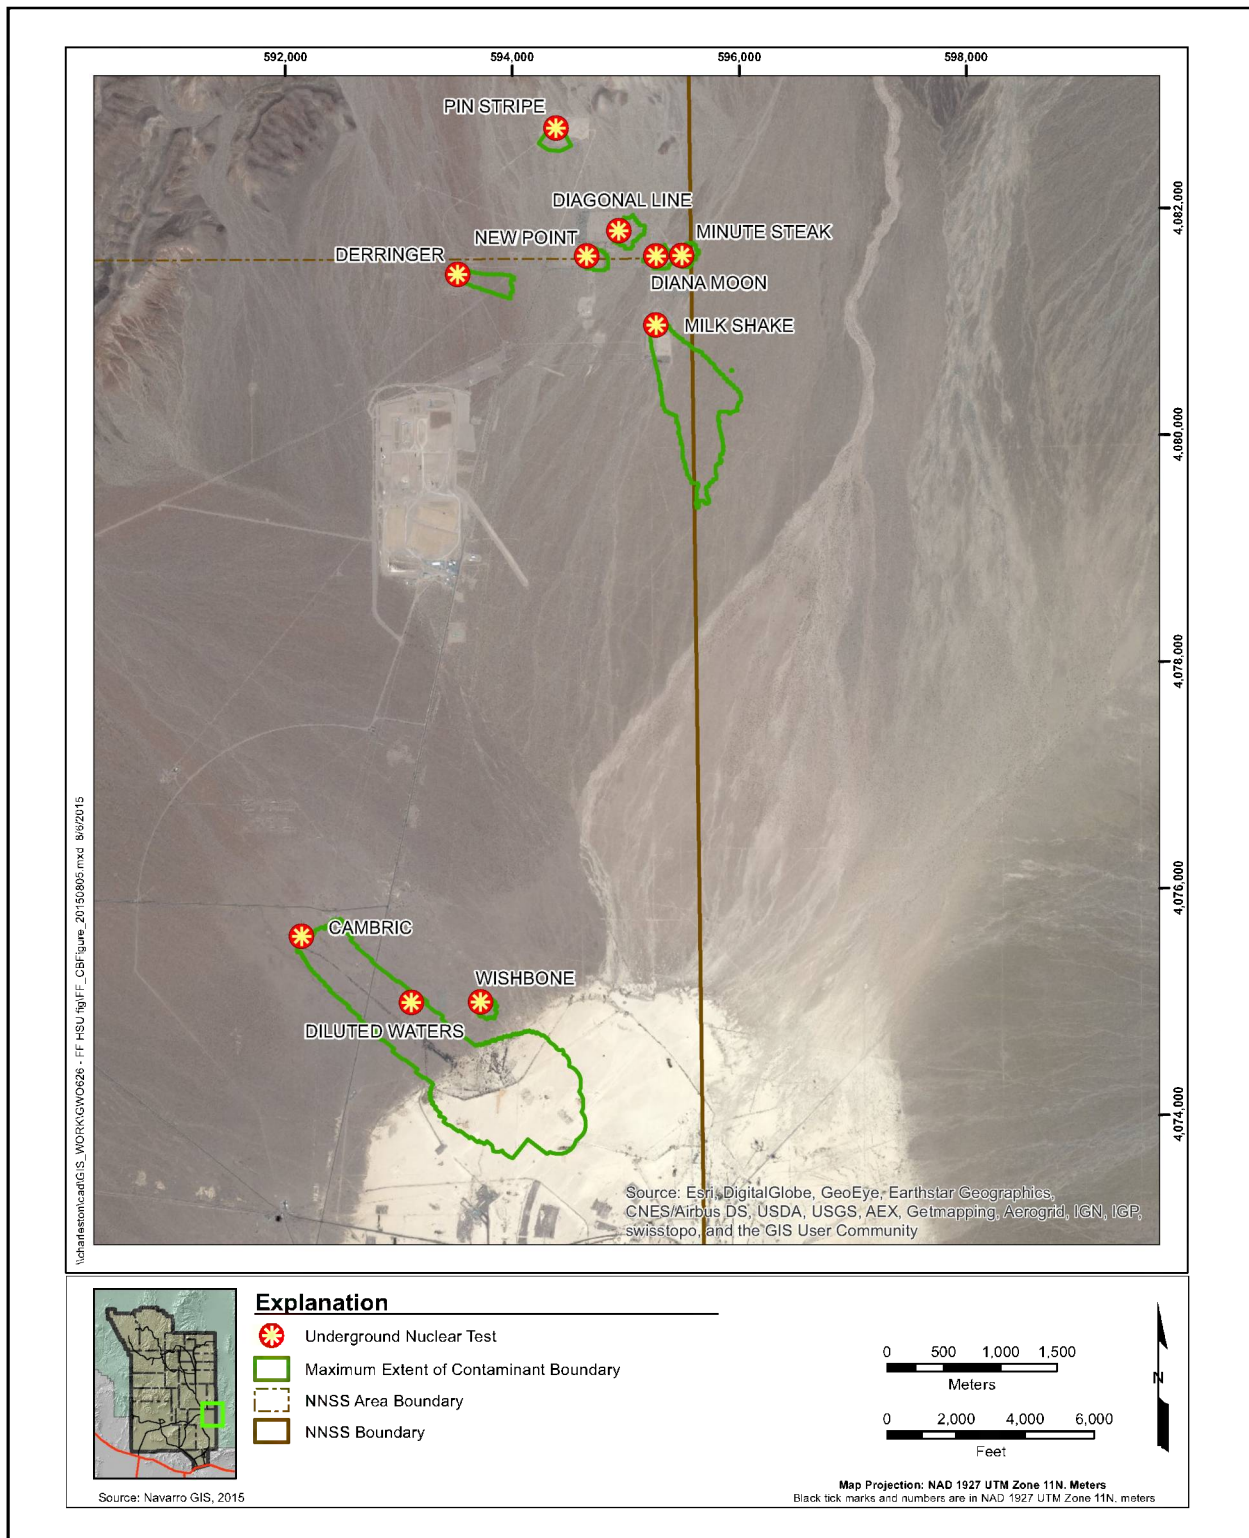 592,000
594,000
596,000
598,000
PIN STRIPE
DIAGONAL LINE
NEW POINT
MINUTE STEAK
DERRINGER
DIANA MOON
MILK SHAKE
4,082,000
4,080,000
4,078,000
4,076,000
4,074,000
CAMBRIC
WISHBONE
DILUTED WATERS
\\charleston\cad\GIS_WORK\GWO626 - FF HSU fig\FF_CBFigure_20150805.mxd 8/6/2015
Source: Esri, DigitalGlobe, GeoEye, Earthstar Geographics,
CNES/Airbus DS, USDA, USGS, AEX, Getmapping, Aerogrid, IGN, IGP,
swisstopo, and the GIS User Community
Explanation
Underground Nuclear Test
Maximum Extent of Contaminant Boundary
NNSS Area Boundary
NNSS Boundary
Source: Navarro GIS, 2015
0 500 1,000 1,500
Meters
0 2,000 4,000 6,000
Feet
N
Map Projection: NAD 1927 UTM Zone 11N. Meters
Black tick marks and numbers are in NAD 1927 UTM Zone 11N. meters